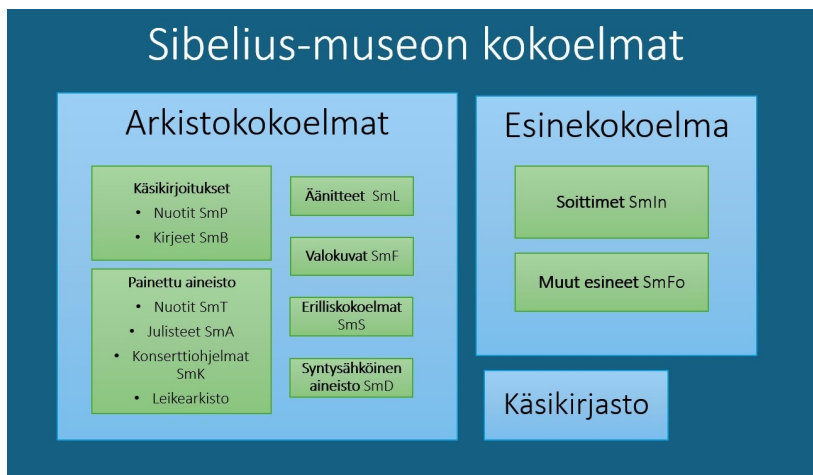 Sibelius-museon kokoelmat
Arkistokokoelmat
Käsikirjoitukset
• Nuotit SmP
• Kirjeet SmB
Painettu aineisto
• Nuotit SmT
• Julisteet SmA
• Konserttiohjelmat
SmK
• Leikearkisto
Äänitteet SmL
Valokuvat SmF
Erilliskokoelmat
SmS
Syntysähköinen
aineisto SmD
Esinekokoelma
Soittimet SmIn
Muut esineet SmFo
Käsikirjasto